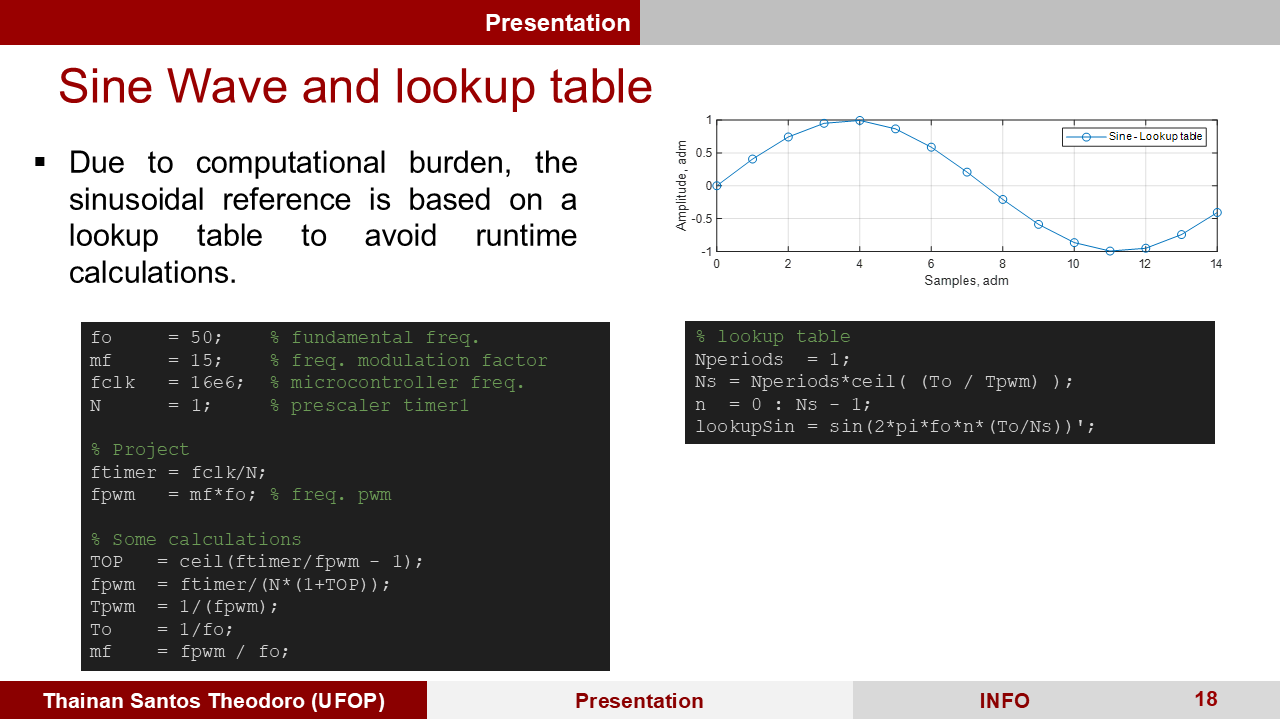 Presentation
Sine Wave and lookup table
▪ Due to computational burden, the
sinusoidal reference is based on a
lookup table to avoid runtime
calculations.
1
0.5
0
-0.5
-1
Amplitude, adm
Sine - Lookup table
0 2 4 6 8 10 12 14
Samples, adm
fo = 50; % fundamental freq.
mf = 15; % freq. modulation factor
fclk = 16e6; % microcontroller freq.
N = 1; % prescaler timer1
% Project
ftimer = fclk/N;
fpwm = mf*fo; % freq. pwm
% Some calculations
TOP = ceil(ftimer/fpwm - 1);
fpwm = ftimer/(N*(1+TOP));
Tpwm = 1/(fpwm);
To = 1/fo;
mf = fpwm / fo;
% lookup table
Nperiods = 1;
Ns = Nperiods*ceil( (To / Tpwm) );
n = 0 : Ns - 1;
lookupSin = sin(2*pi*fo*n*(To/Ns))';
Thainan Santos Theodoro (UFOP) Presentation INFO 18